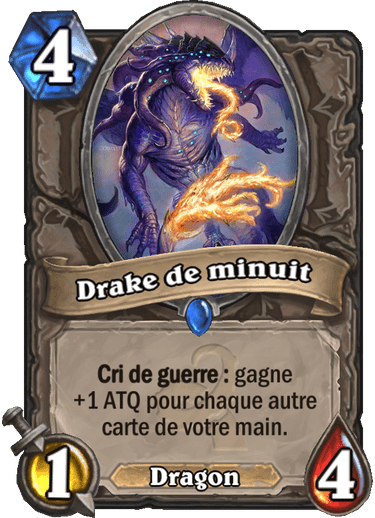 4
Drake de minuit
Cri de guerre : gagne
+1 ATQ pour chaque autre
carte de votre main.
Dragon
1
4